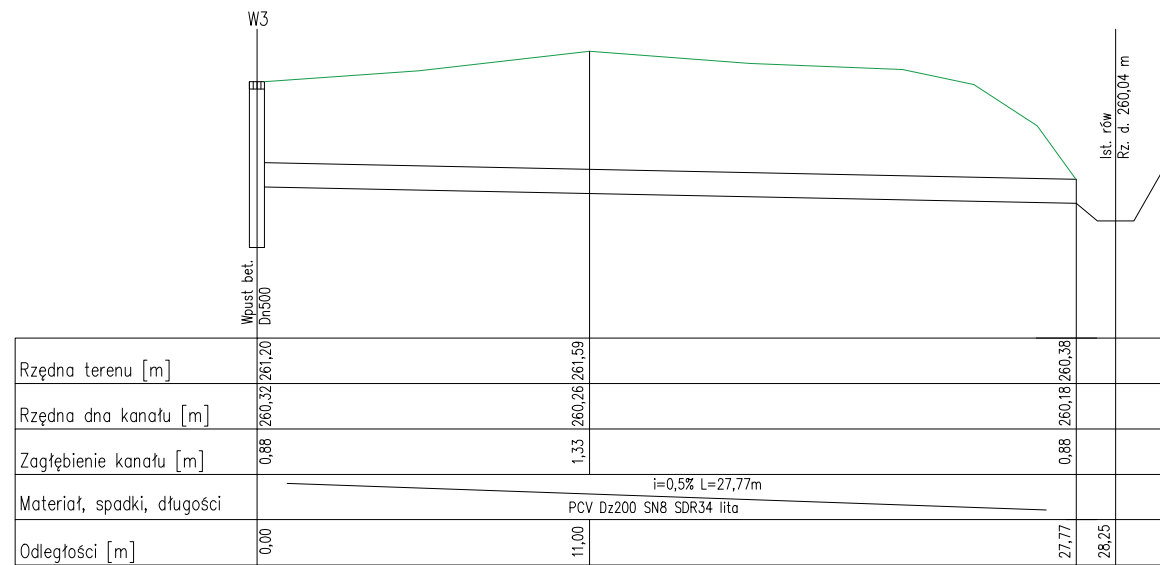 W3
Ist. rów
Rz. d. 260,04 m
Wpust bet.
Dn500
Rzędna terenu [m]
261,20
261,59
260,38
Rzędna dna kanału [m]
260,32
260,26
260,18
Zagłębienie kanału [m]
0,88
1,33
0,88
Materiał, spadki, długości
i=0,5% L=27,77m
PCV Dz200 SN8 SDR34 lita
Odległości [m]
0,00
11,00
27,77
28,25